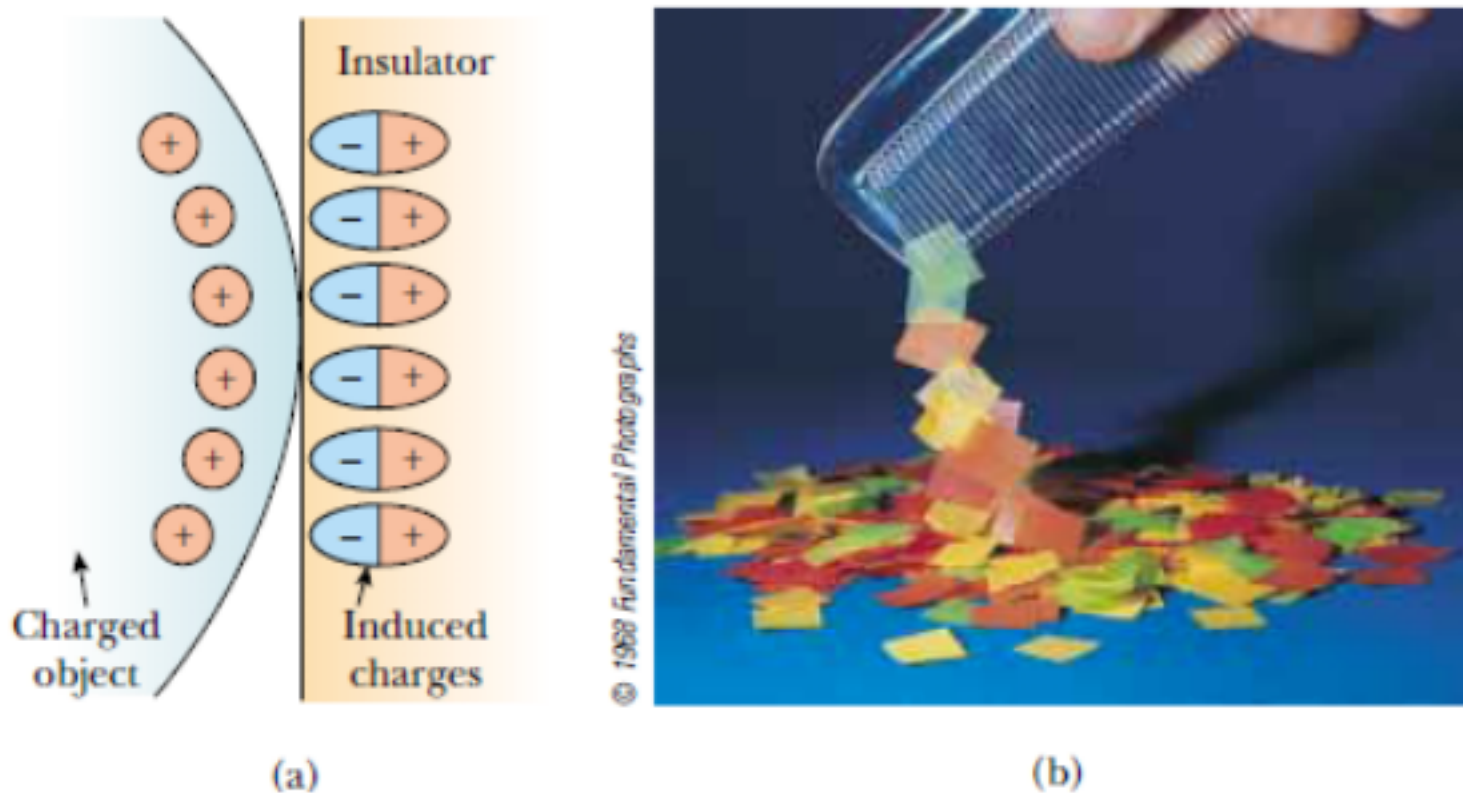 Insulator
+
+
+
+
+
+
− +
− +
− +
− +
− +
− +
Charged
object
Induced
charges
(a)
© 1968 Fundamental Photographs
(b)